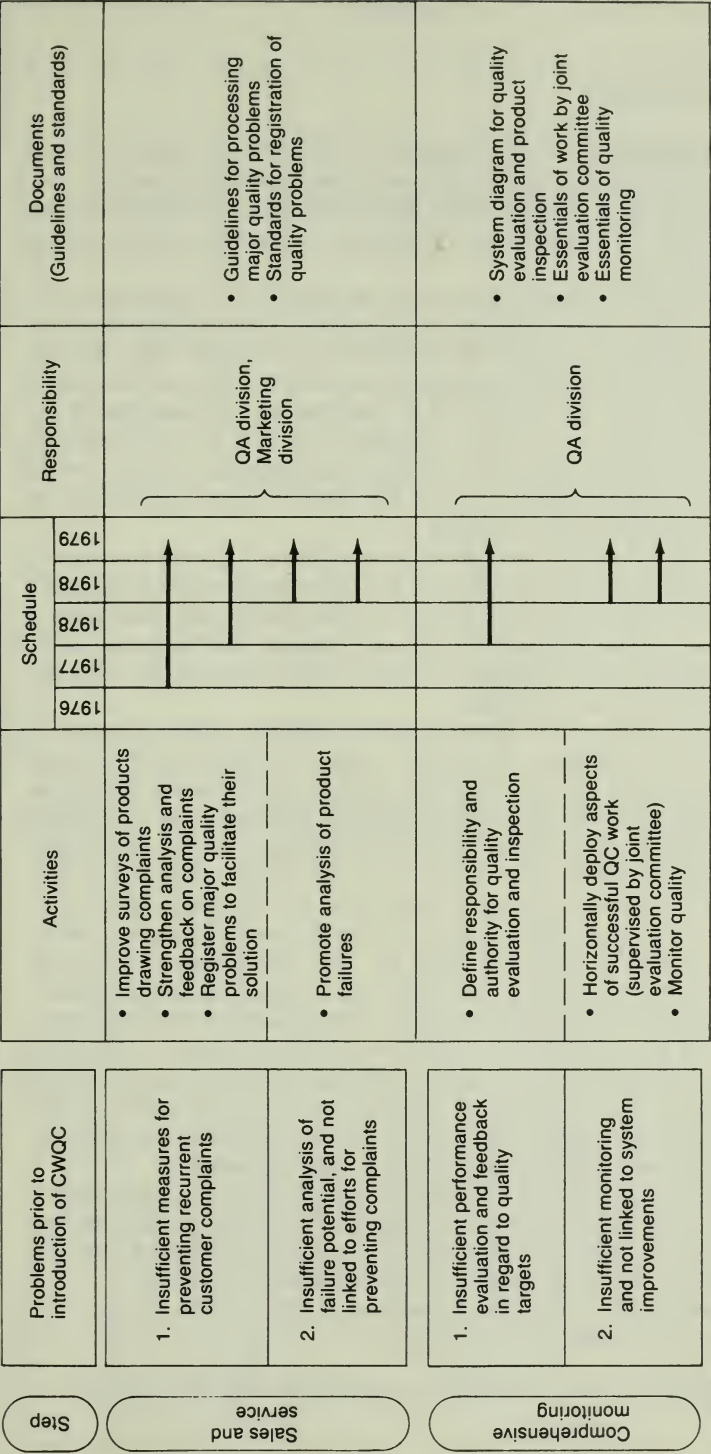 Step
Problems prior to
introduction of CWQC
Activities
Schedule
1976
1977
1978
1978
1979
Responsibility
Documents
(Guidelines and standards)
Sales and
service
1. Insufficient measures for
preventing recurrent
customer complaints
2. Insufficient analysis of
failure potential, and not
linked to efforts for
preventing complaints
• Improve surveys of products
drawing complaints
• Strengthen analysis and
feedback on complaints
• Register major quality
problems to facilitate their
solution
• Promote analysis of product
failures
QA division,
Marketing
division
• Guidelines for processing
major quality problems
• Standards for registration of
quality problems
Comprehensive
monitoring
1. Insufficient performance
evaluation and feedback
in regard to quality
targets
2. Insufficient monitoring
and not linked to system
improvements
• Define responsibility and
authority for quality
evaluation and inspection
• Horizontally deploy aspects
of successful QC work
(supervised by joint
evaluation committee)
• Monitor quality
QA division
• System diagram for quality
evaluation and product
inspection
• Essentials of work by joint
evaluation committee
• Essentials of quality
monitoring